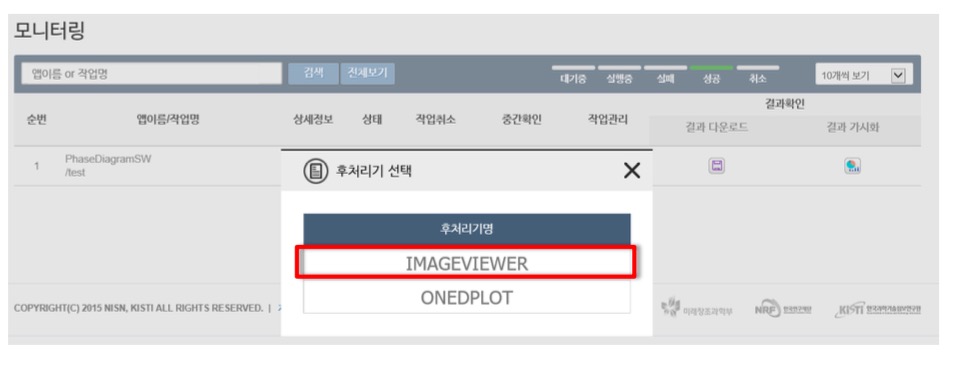 모니터링
앱이름 or 작업명 검색 전체보기 대기중 실행중 실패 성공 취소 10개씩 보기
순번 앱이름/작업명 상세정보 상태 작업취소 중간확인 작업관리 결과확인
결과 다운로드 결과 가시화
1 PhaseDiagramSW
/test
후처리기 선택
후처리기명
IMAGEVIEWER
ONEDPLOT
COPYRIGHT(C) 2015 NISN, KISTI ALL RIGHTS RESERVED. |
미래창조과학부 NRF 한국연구재단 KISTI 한국과학기술정보연구원